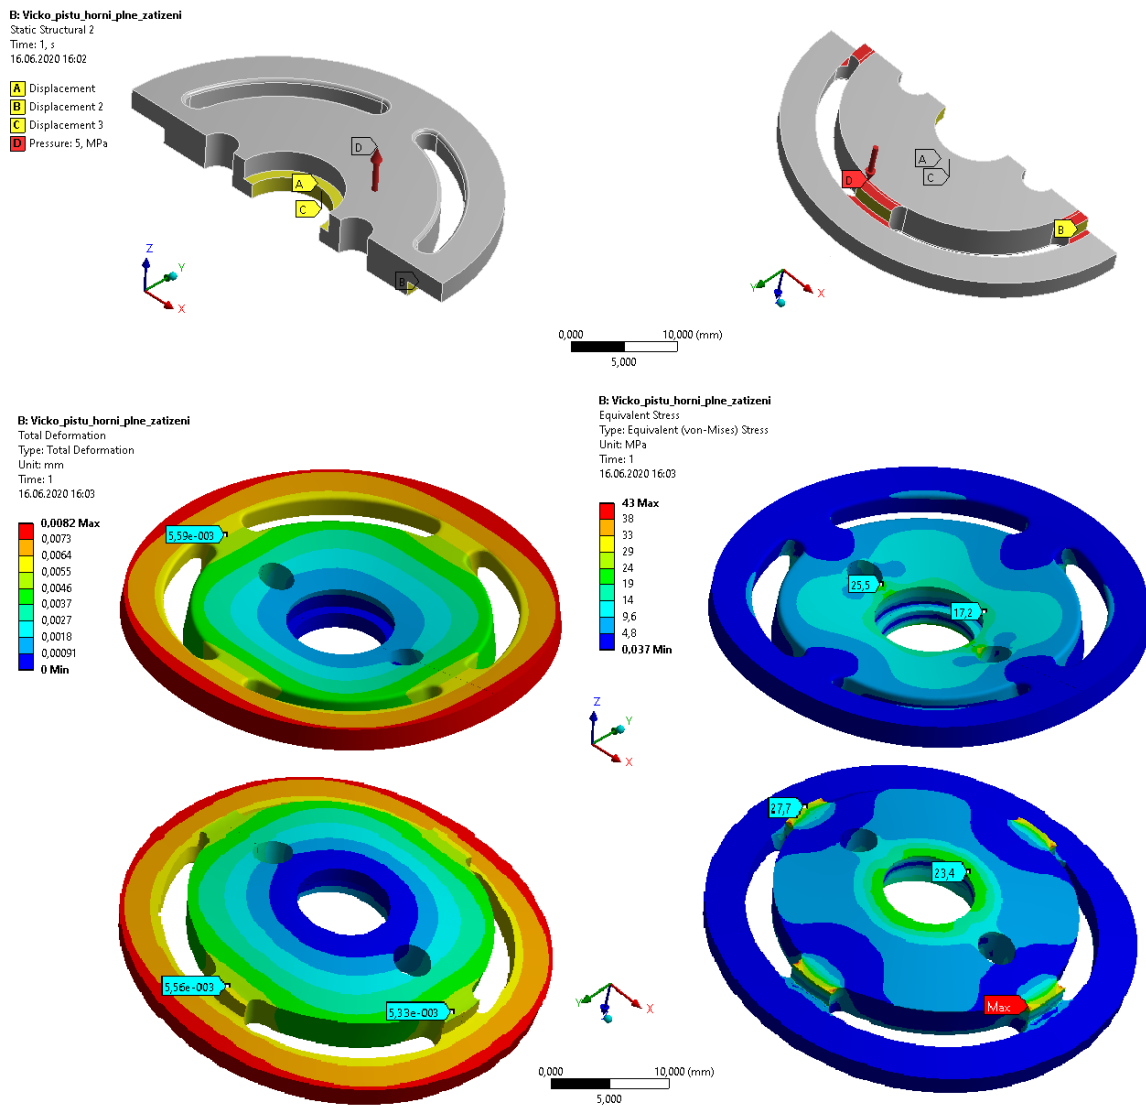 B: Vicko_pistu_horni_plne_zatizeni
Static Structural 2
Time: 1, s
16.06.2020 16:02
A Displacement
B Displacement 2
C Displacement 3
D Pressure: 5, MPa
D
A
C
B
Z
Y
X
A
C
D
B
Y
X
0,000 10,000 (mm)
5,000
B: Vicko_pistu_horni_plne_zatizeni
Total Deformation
Type: Total Deformation
Unit: mm
Time: 1
16.06.2020 16:03
0,0082 Max
0,0073
0,0064
0,0055
0,0046
0,0037
0,0027
0,0018
0,00091
0 Min
5,59e-003
B: Vicko_pistu_horni_plne_zatizeni
Equivalent Stress
Type: Equivalent (von-Mises) Stress
Unit: MPa
Time: 1
16.06.2020 16:03
43 Max
38
33
29
24
19
14
9,6
4,8
0,037 Min
25,5
17,2
Z
Y
X
5,56e-003
5,33e-003
27,7
23,4
Max
Y
X
0,000 10,000 (mm)
5,000